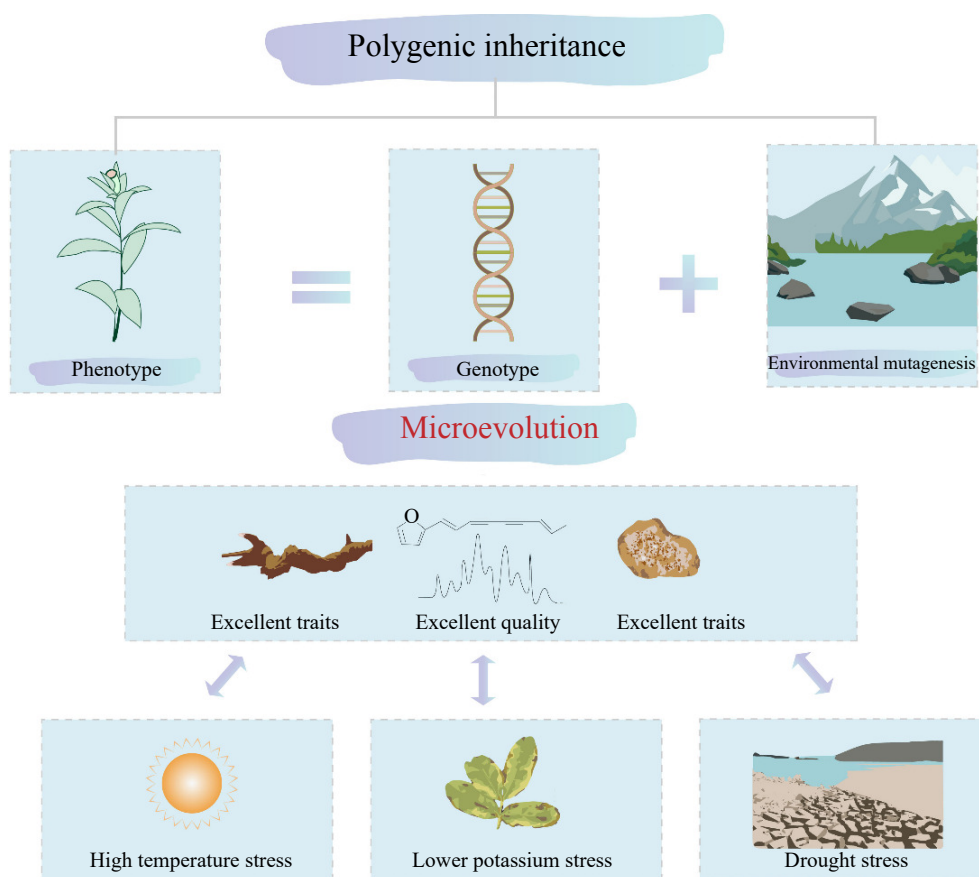 Polygenic inheritance
Phenotype
Genotype
Environmental mutagenesis
Microevolution
O
Excellent traits
Excellent quality
Excellent traits
High temperature stress
Lower potassium stress
Drought stress